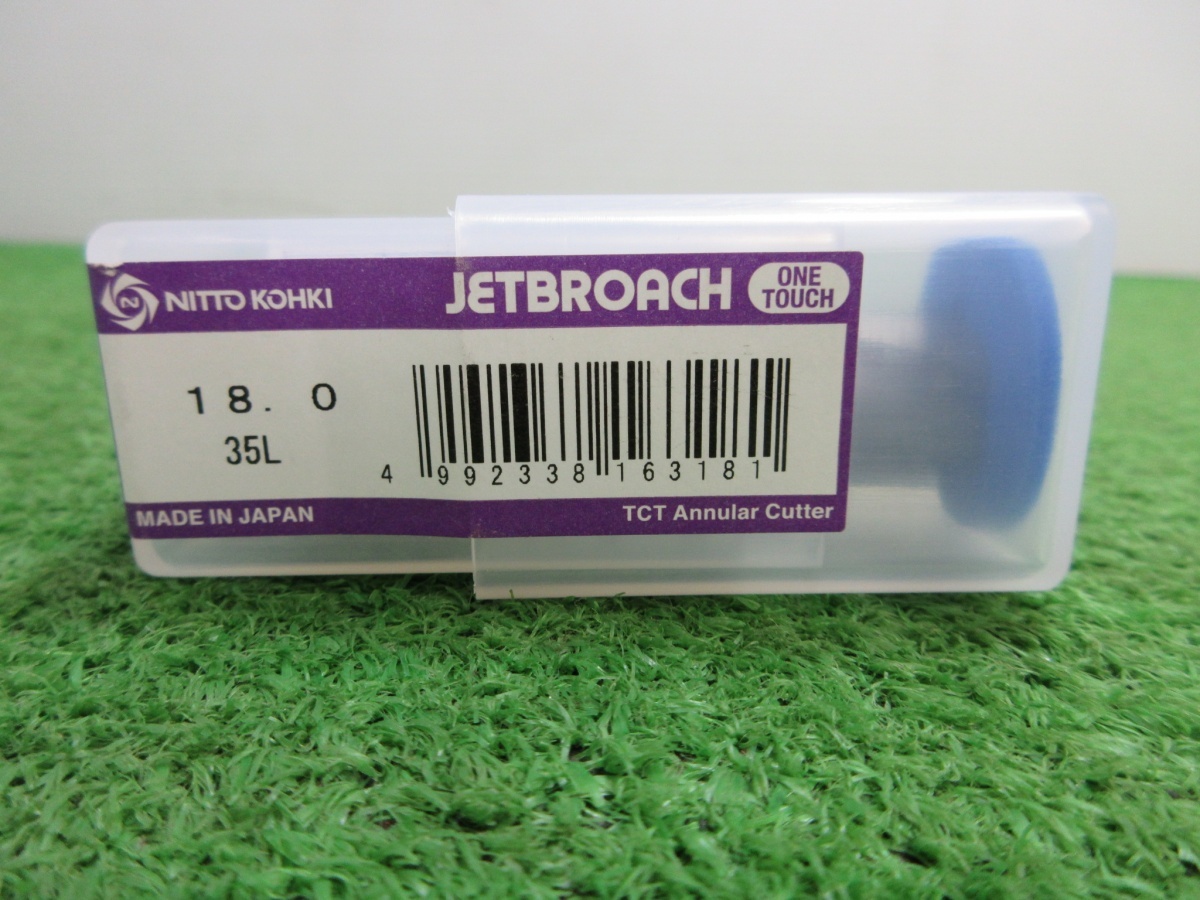 NITTO KOHKI
JETBROACH
ONE
TOUCH
18.0
35L
4 992338 163181
MADE IN JAPAN
TCT Annular Cutter